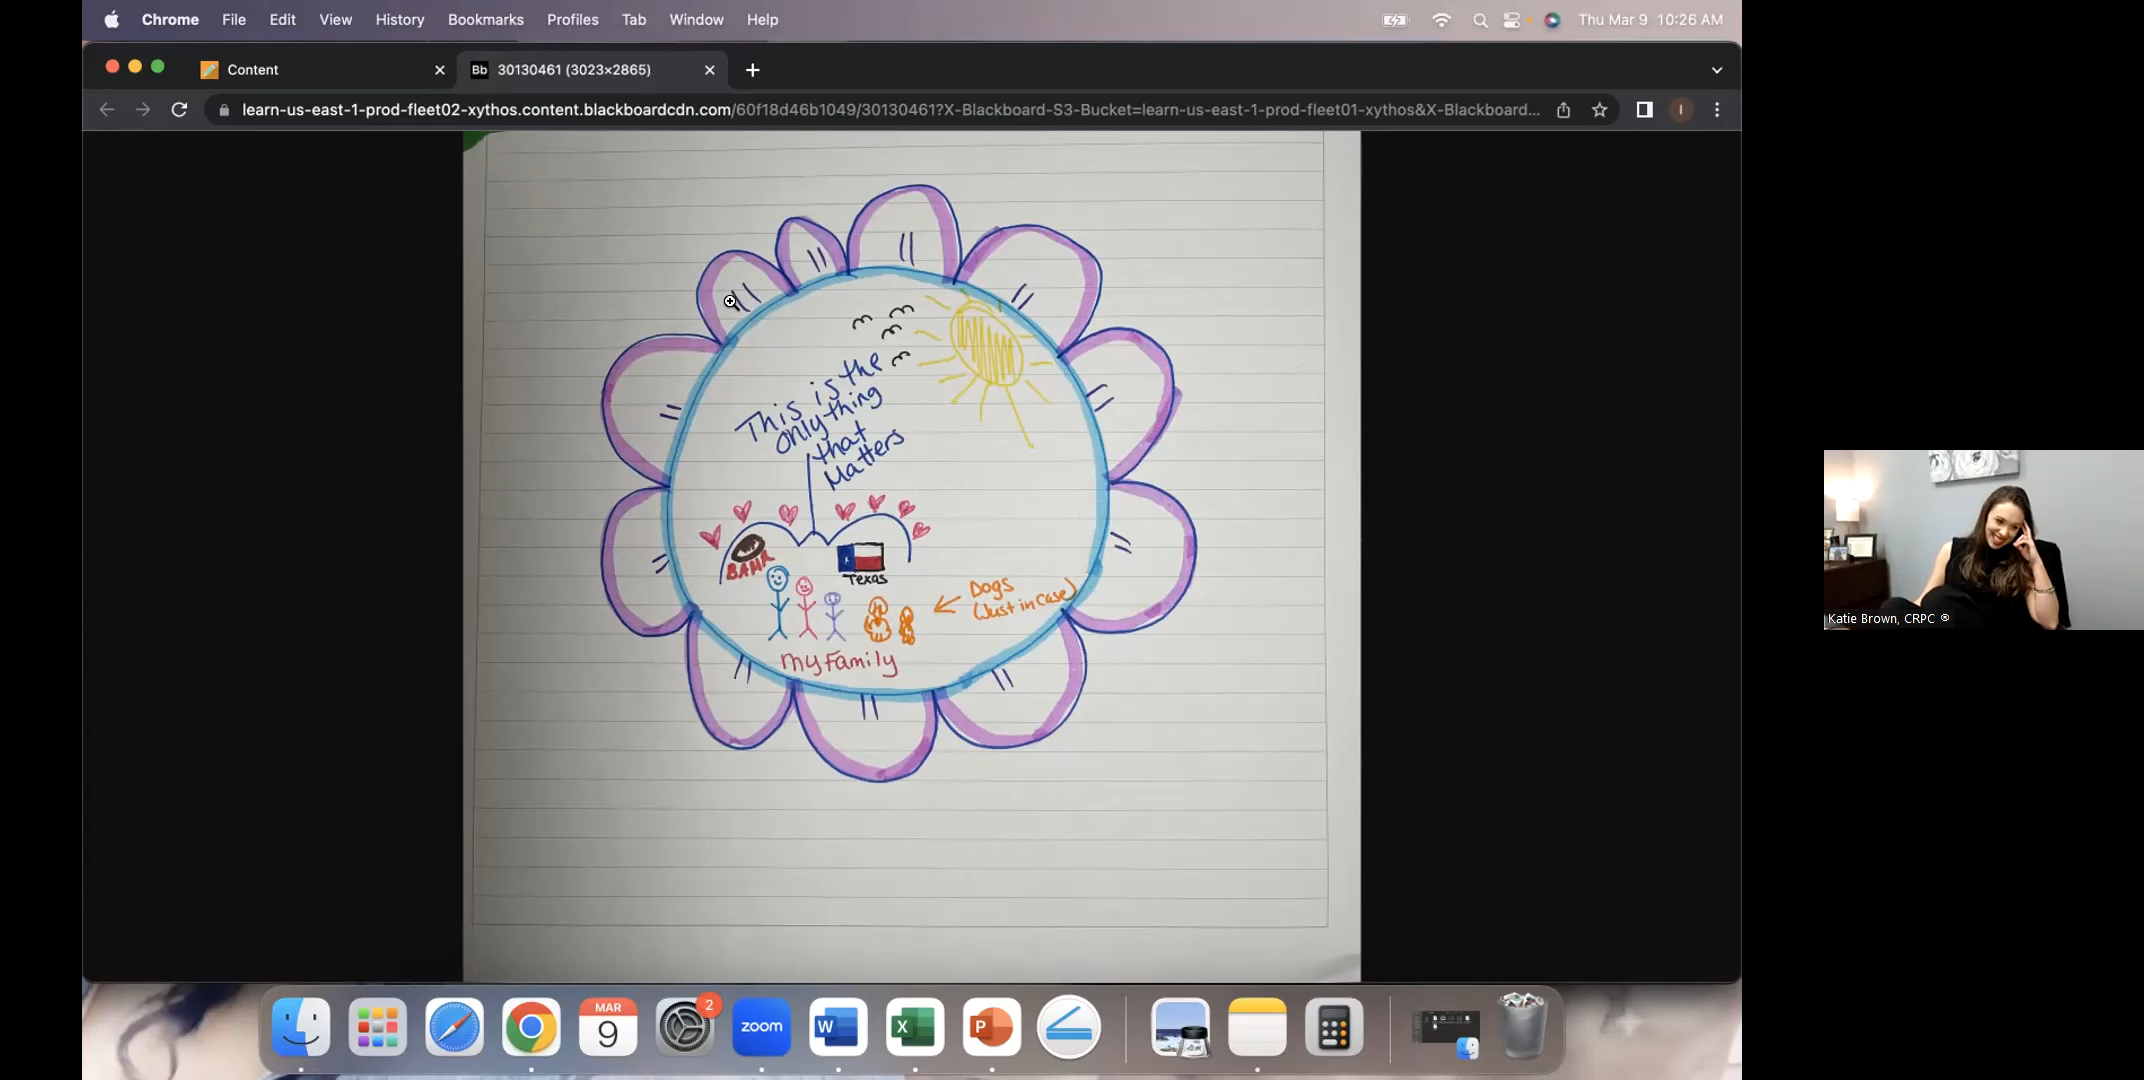 Chrome File Edit View History Bookmarks Profiles Tab Window Help Thu Mar 9 10:26 AM
Content Bb 30130461 (3023×2865)
learn-us-east-1-prod-fleet02-xythos.content.blackboardcdn.com/60f18d46b1049/30130461?X-Blackboard-S3-Bucket=learn-us-east-1-prod-fleet01-xythos&X-Blackboard... I
This is the
only thing
that
Matters
BAMA
Texas
Dogs
(Just in case)
my Family
Katie Brown, CRPC ®
MAR
9
2
zoom
W
X
P